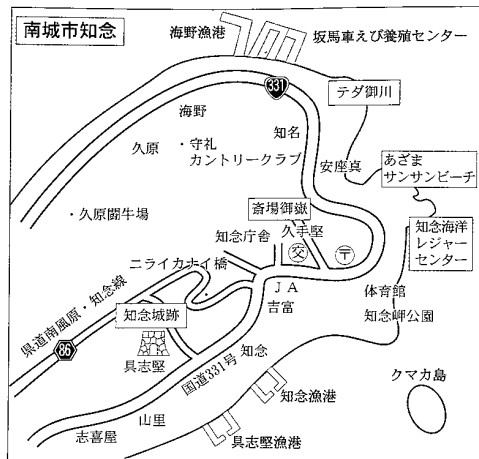 南城市知念
海野漁港
坂馬車えび養殖センター
331
テダ御川
海野
知名
久原
・守礼
カントリークラブ
安座真
あざま
サンサンビーチ
・久原闘牛場
斎場御嶽
久手堅
知念庁舎
交
〒
知念海洋
レジャー
センター
ニライカナイ橋
JA
吉富
体育館
知念岬公園
県道南風原・知念線
86
知念城跡
具志堅
知念
国道331号
クマカ島
知念漁港
山里
志喜屋
具志堅漁港